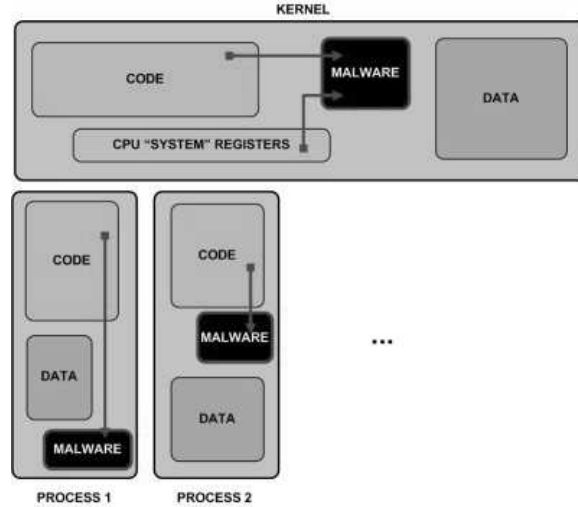 KERNEL
CODE
MALWARE
DATA
CPU "SYSTEM" REGISTERS
CODE
DATA
MALWARE
PROCESS 1
CODE
MALWARE
DATA
PROCESS 2
...